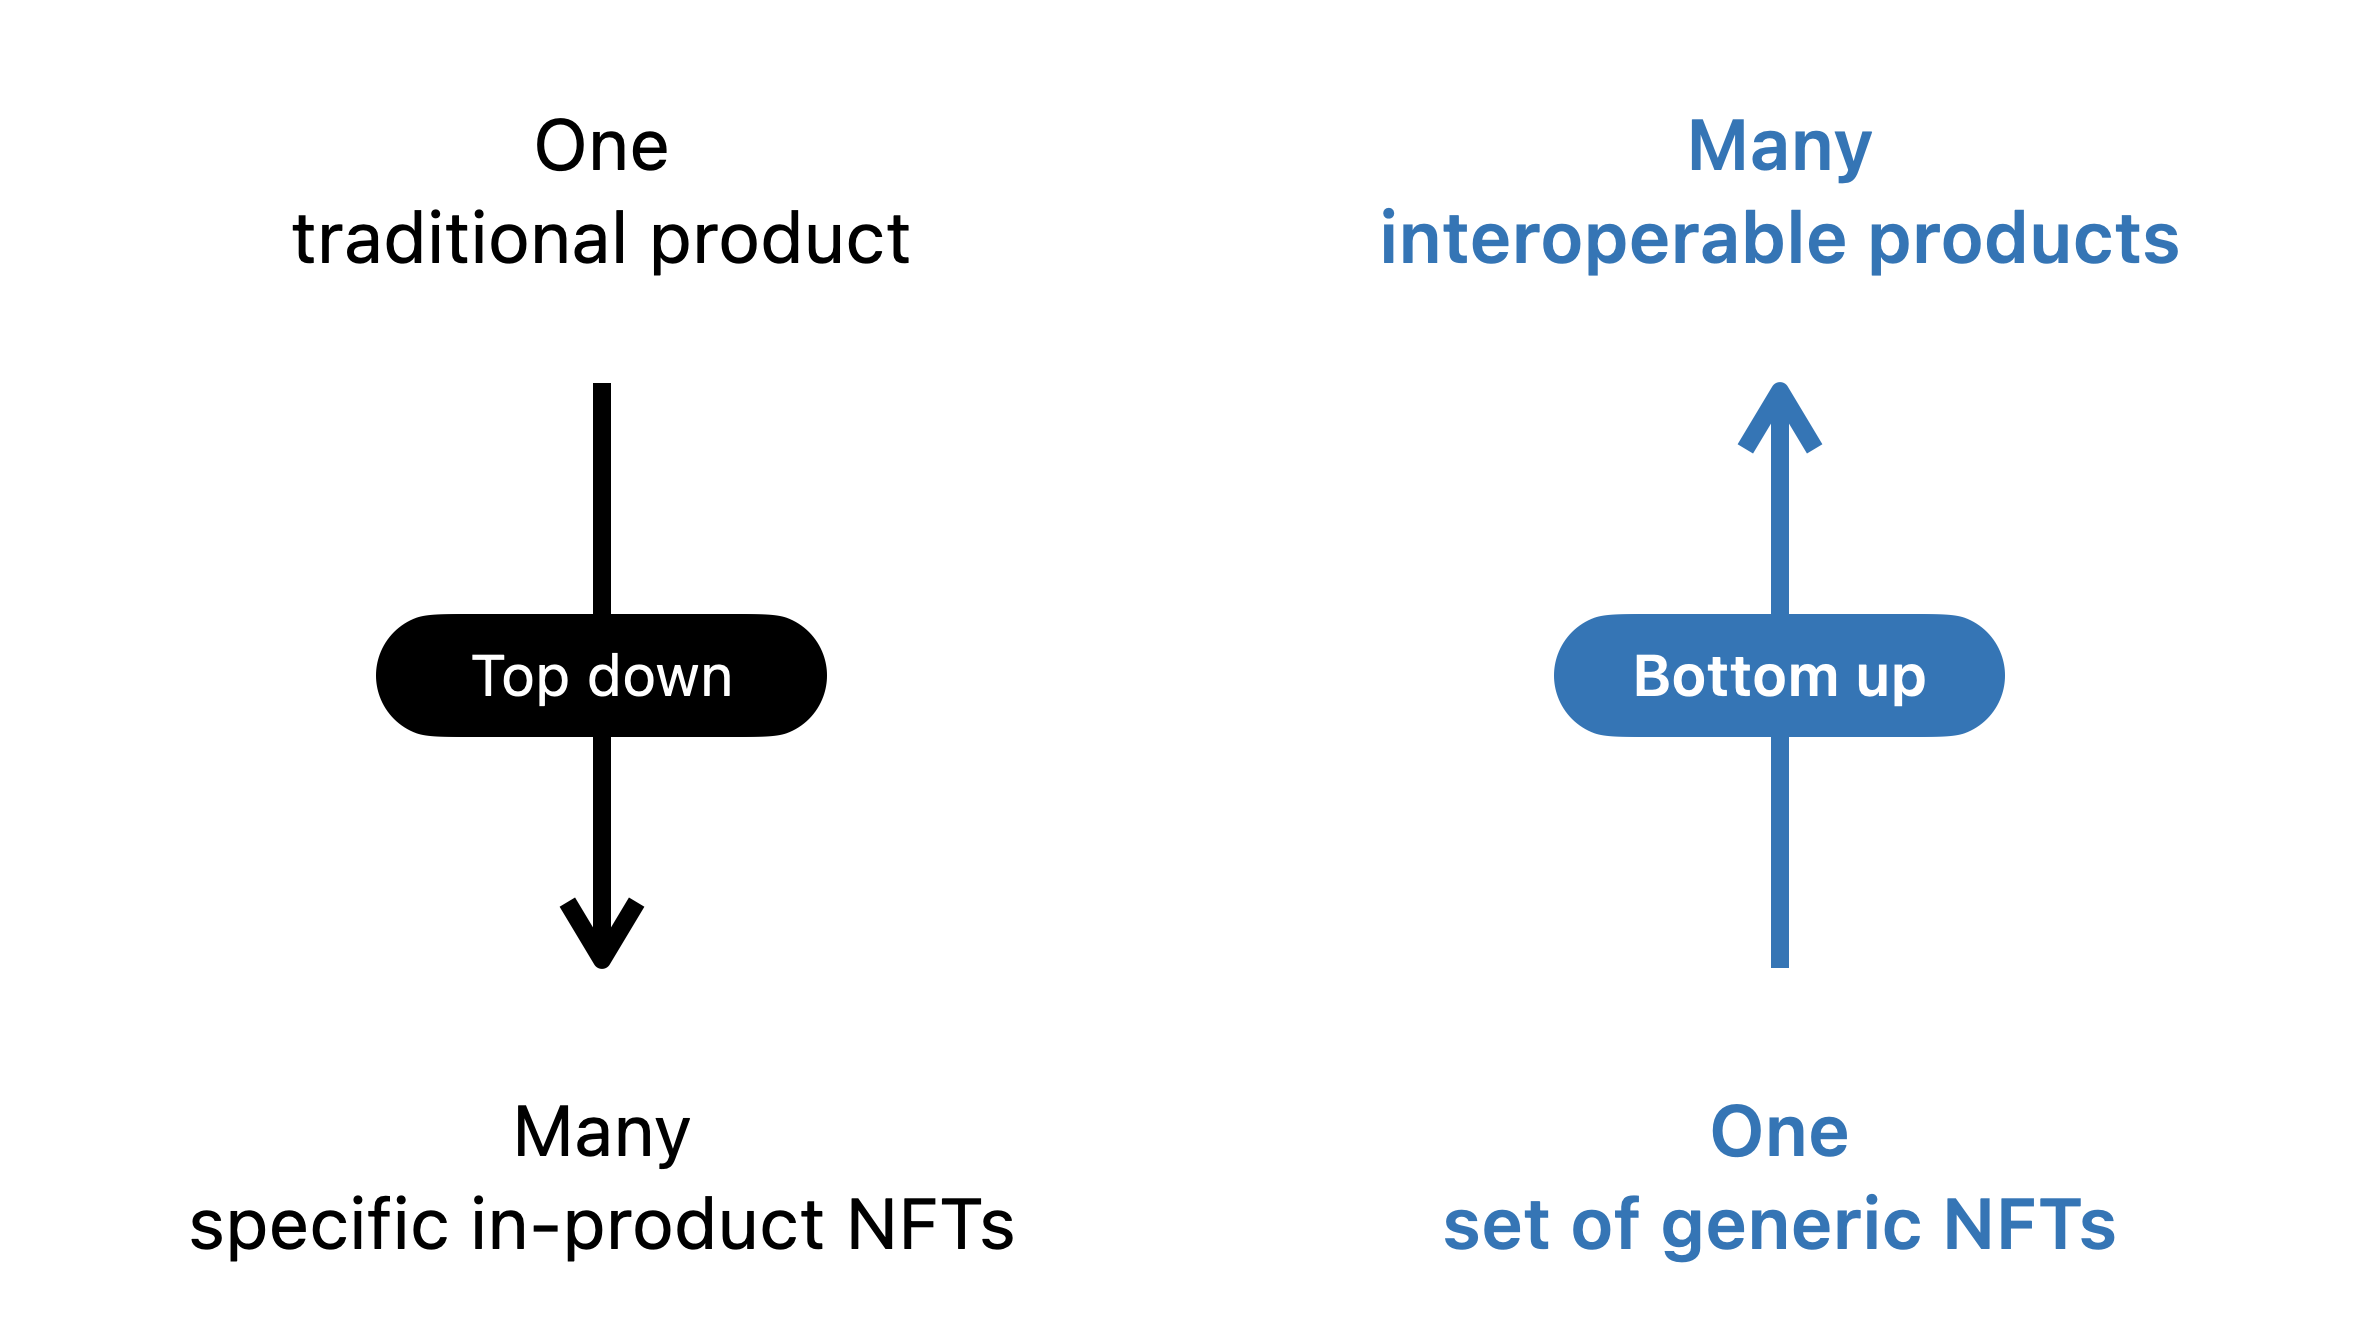 One
traditional product
Top down
Many
specific in-product NFTs
Many
interoperable products
Bottom up
One
set of generic NFTs